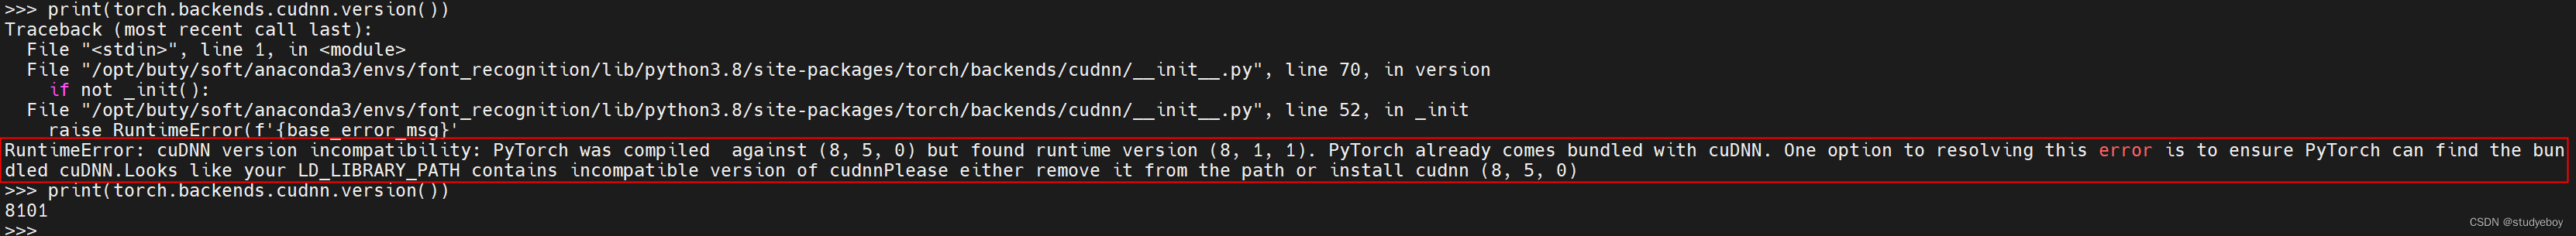 >>> print(torch.backends.cudnn.version())
Traceback (most recent call last):
  File "<stdin>", line 1, in <module>
  File "/opt/buty/soft/anaconda3/envs/font_recognition/lib/python3.8/site-packages/torch/backends/cudnn/__init__.py", line 70, in version
    if not _init():
  File "/opt/buty/soft/anaconda3/envs/font_recognition/lib/python3.8/site-packages/torch/backends/cudnn/__init__.py", line 52, in _init
    raise RuntimeError(f'{base_error_msg}'
RuntimeError: cuDNN version incompatibility: PyTorch was compiled  against (8, 5, 0) but found runtime version (8, 1, 1). PyTorch already comes bundled with cuDNN. One option to resolving this error is to ensure PyTorch can find the bun
dled cuDNN.Looks like your LD_LIBRARY_PATH contains incompatible version of cudnnPlease either remove it from the path or install cudnn (8, 5, 0)
>>> print(torch.backends.cudnn.version())
8101
>>>
CSDN @studyeboy